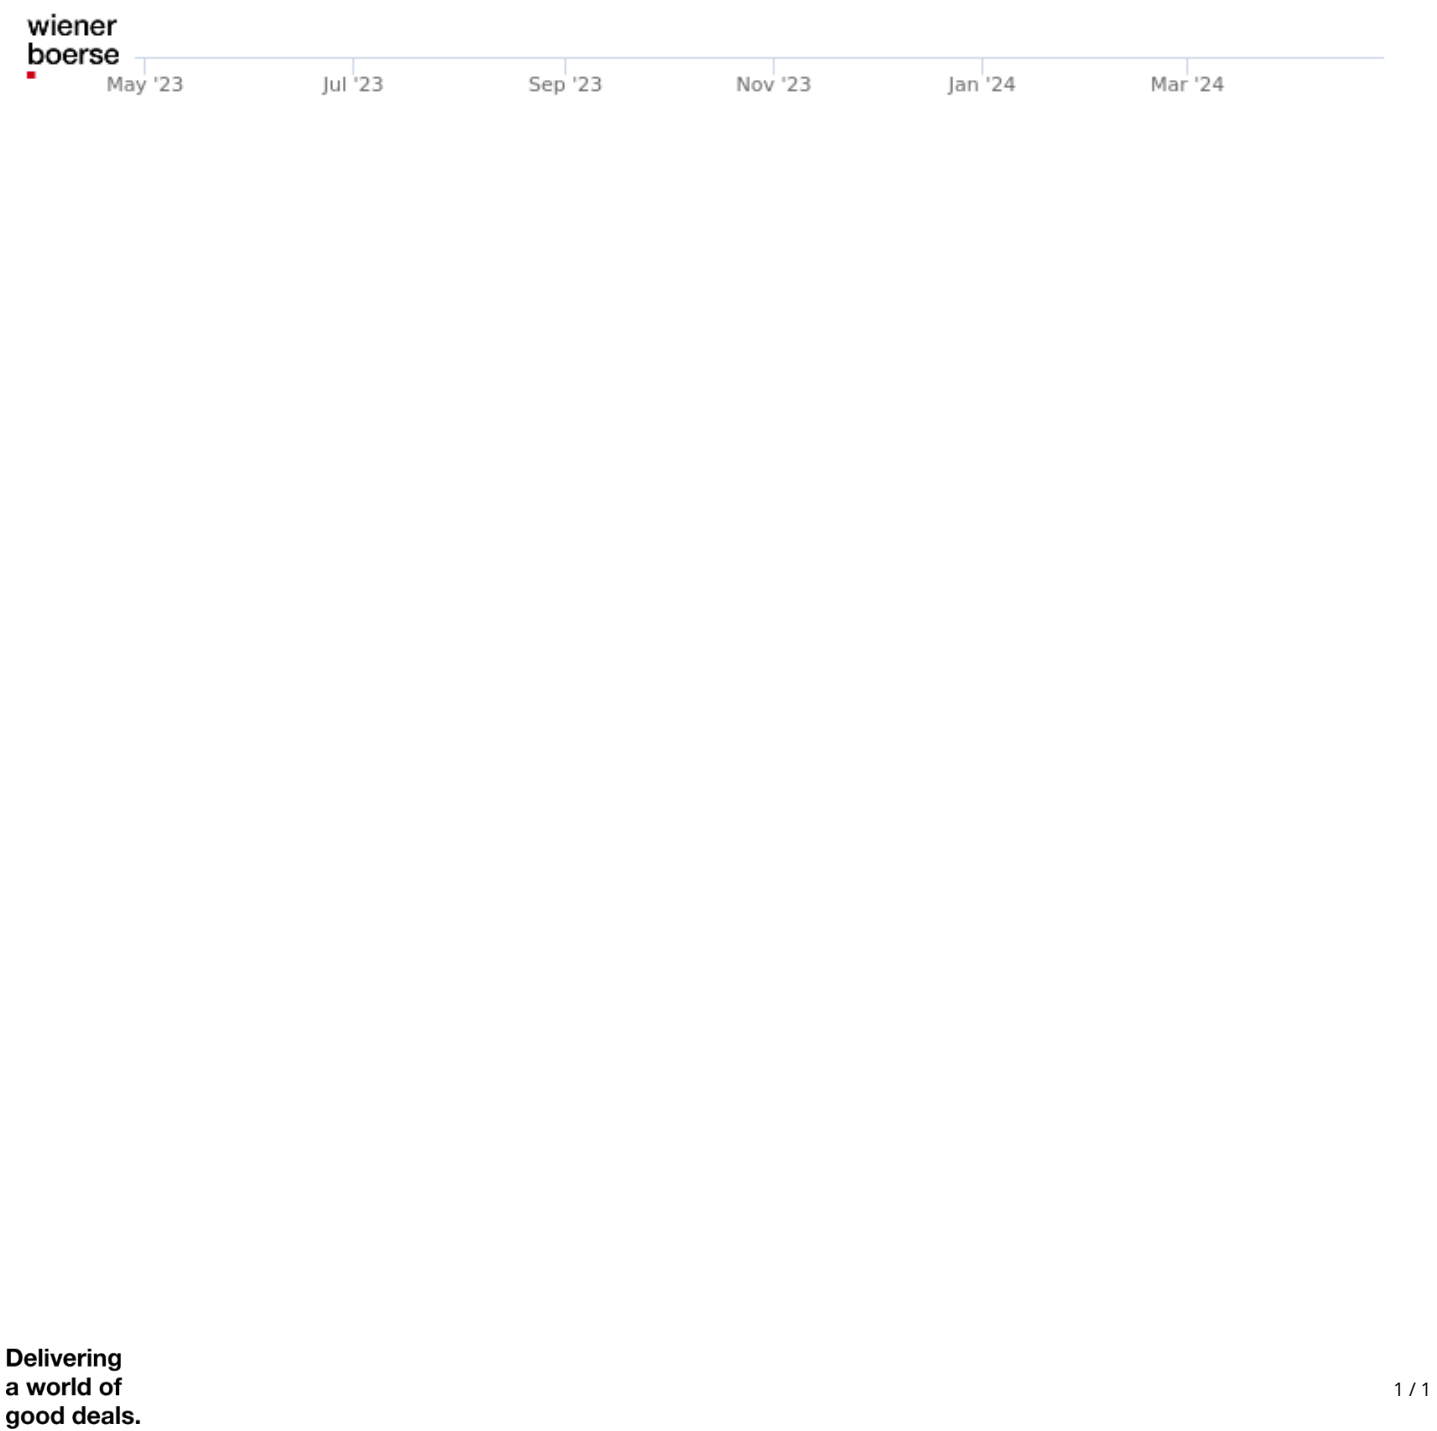 wiener
boerse
May '23 Jul '23 Sep '23 Nov '23 Jan '24 Mar '24
Delivering
a world of
good deals.
1 / 1